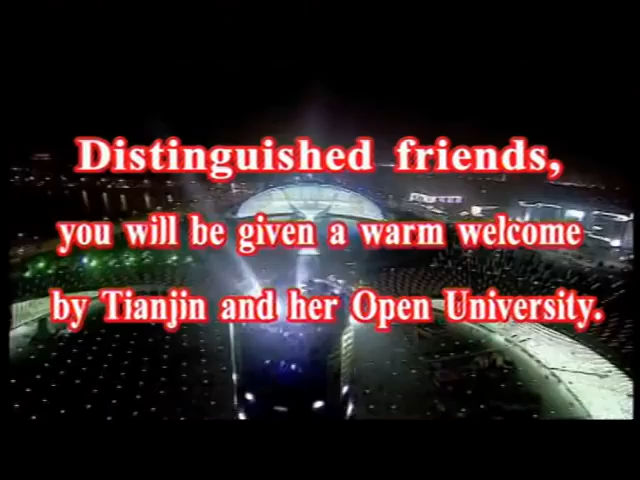 Distinguished friends,
you will be given a warm welcome
by Tianjin and her Open University.